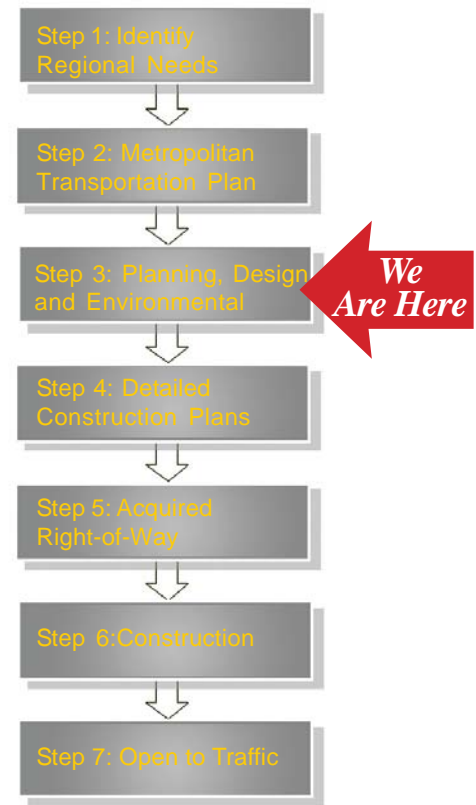 Step 1: Identify
Regional Needs
Step 2: Metropolitan
Transportation Plan
Step 3: Planning, Design
and Environmental
We
Are Here
Step 4: Detailed
Construction Plans
Step 5: Acquired
Right-of-Way
Step 6:Construction
Step 7: Open to Traffic